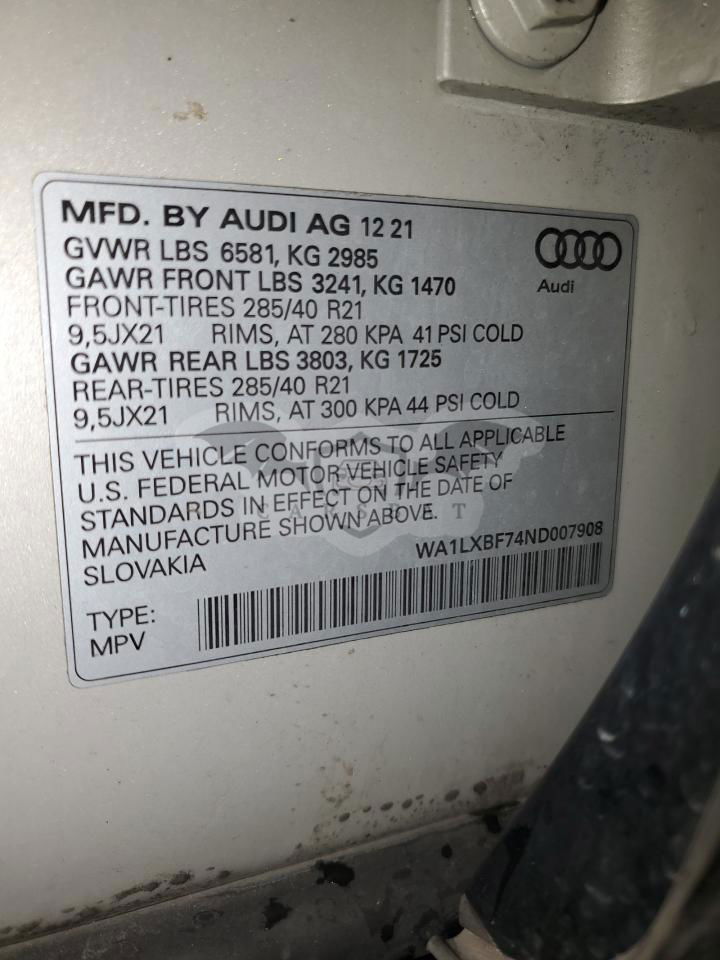 MFD. BY AUDI AG 12 21
GVWR LBS 6581, KG 2985
GAWR FRONT LBS 3241, KG 1470
FRONT-TIRES 285/40 R21
9,5JX21 RIMS, AT 280 KPA 41 PSI COLD
GAWR REAR LBS 3803, KG 1725
REAR-TIRES 285/40 R21
9,5JX21 RIMS, AT 300 KPA 44 PSI COLD
Audi
THIS VEHICLE CONFORMS TO ALL APPLICABLE
U.S. FEDERAL MOTOR VEHICLE SAFETY
STANDARDS IN EFFECT ON THE DATE OF
MANUFACTURE SHOWN ABOVE.
SLOVAKIA
WA1LXBF74ND007908
TYPE:
MPV